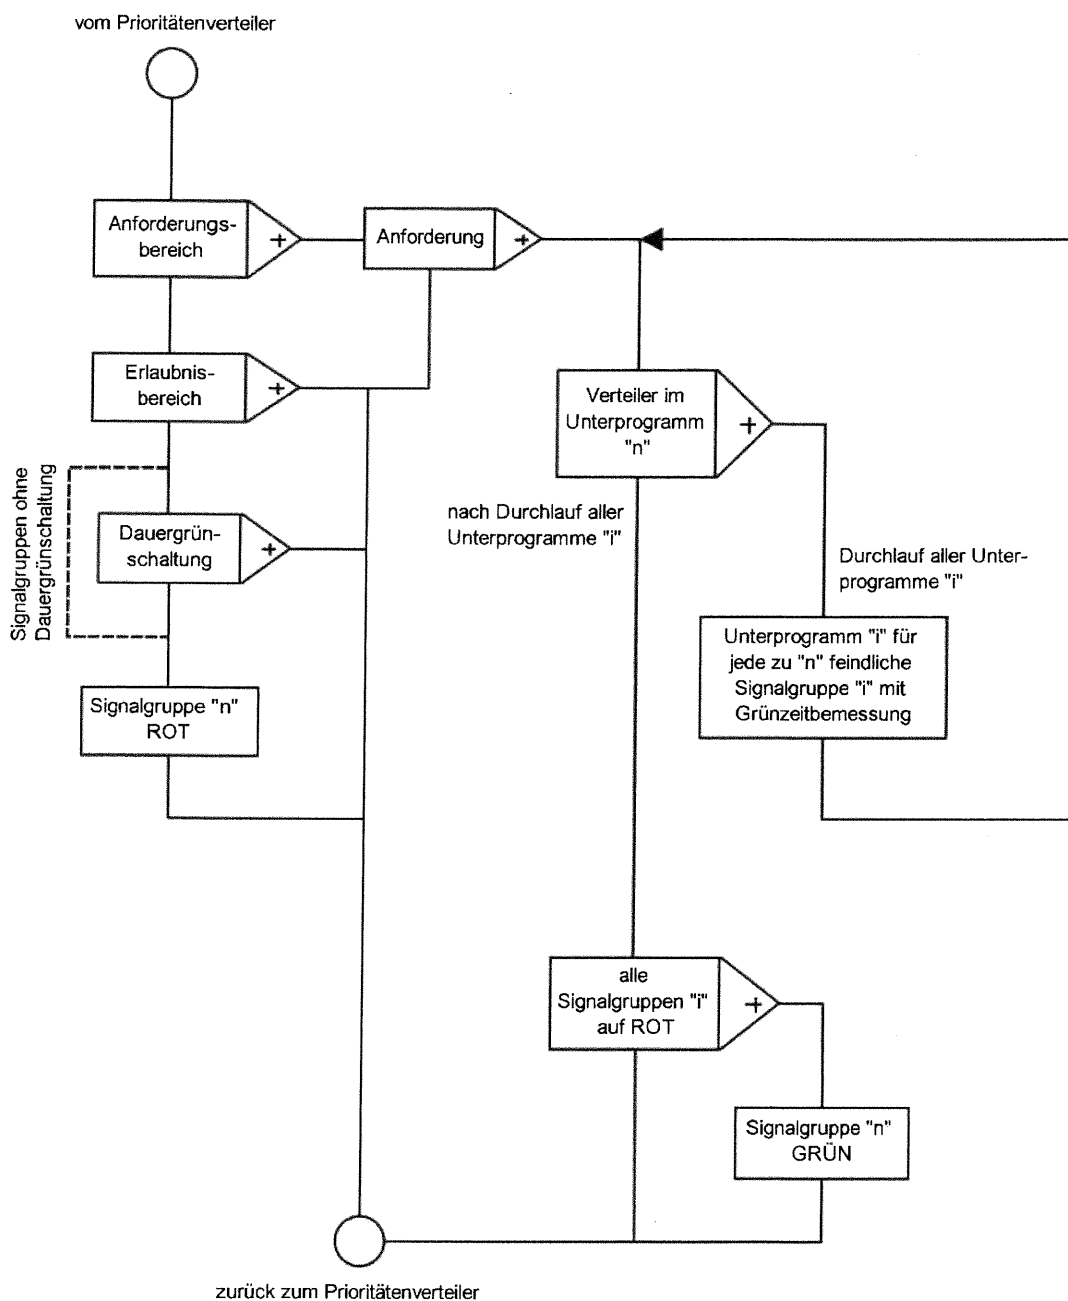 vom Prioritätenverteiler
Anforderungs-
bereich
+
Anforderung
+
Erlaubnis-
bereich
+
Verteiler im
Unterprogramm
"n"
+
Signalgruppen ohne
Dauergrünschaltung
Dauergrün-
schaltung
+
nach Durchlauf aller
Unterprogramme "i"
Durchlauf aller Unter-
programme "i"
Unterprogramm "i" für
jede zu "n" feindliche
Signalgruppe "i" mit
Grünzeitbemessung
Signalgruppe "n"
ROT
alle
Signalgruppen "i"
auf ROT
+
Signalgruppe "n"
GRÜN
zurück zum Prioritätenverteiler